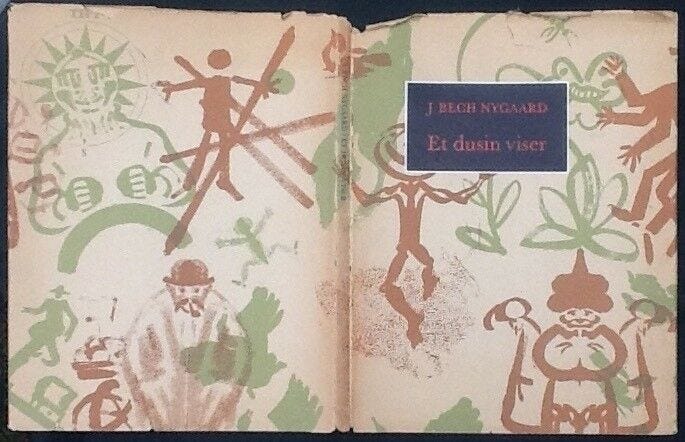 J BECH NYGAARD
Et dusin viser